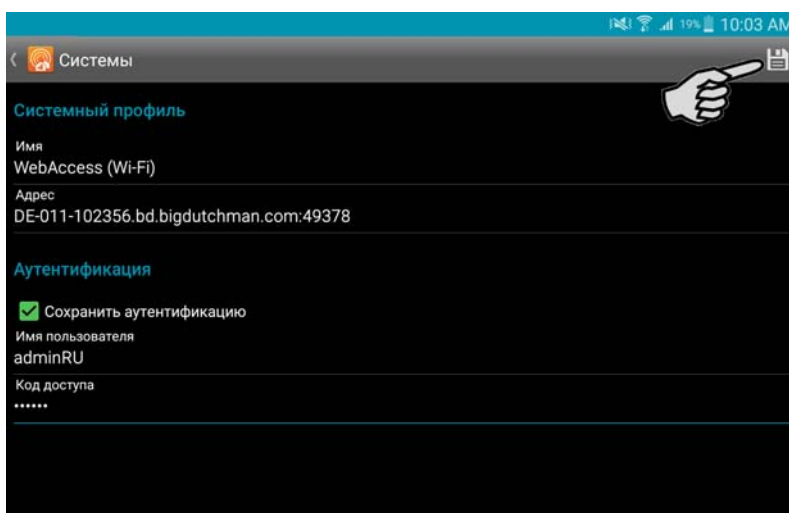 19% 10:03 AM
Системы
Системный профиль
Имя
WebAccess (Wi-Fi)
Адрес
DE-011-102356.bd.bigdutchman.com:49378
Аутентификация
Сохранить аутентификацию
Имя пользователя
adminRU
Код доступа
••••••